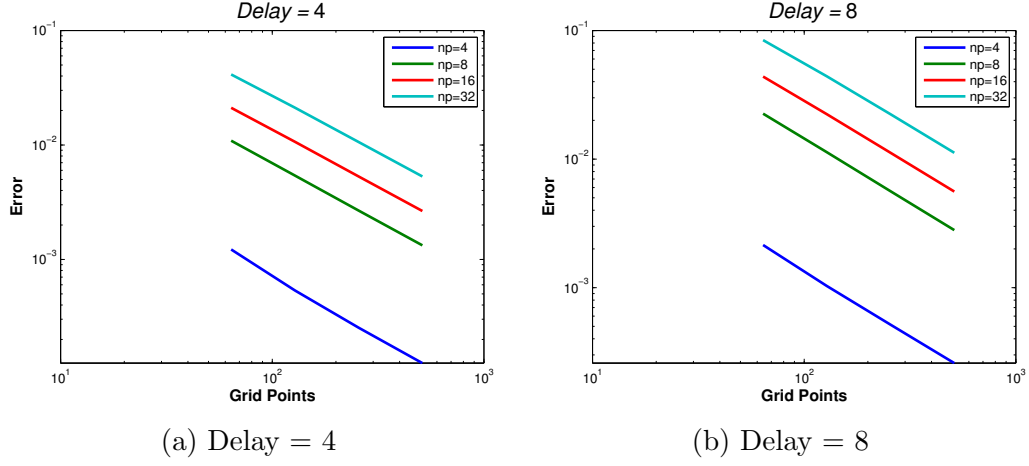 Delay = 4
Error
10^-1
10^-2
10^-3
10^1
10^2
10^3
Grid Points
np=4
np=8
np=16
np=32
(a) Delay = 4
Delay = 8
Error
10^-1
10^-2
10^-3
10^1
10^2
10^3
Grid Points
np=4
np=8
np=16
np=32
(b) Delay = 8